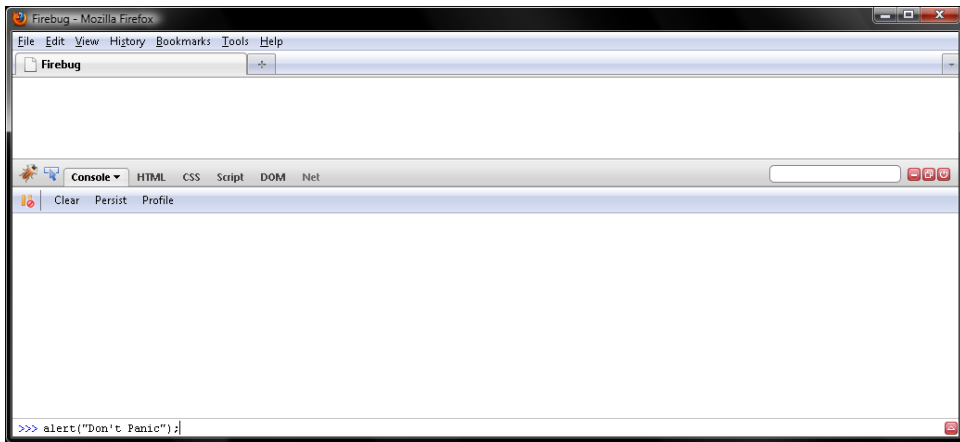 Firebug - Mozilla Firefox
File Edit View History Bookmarks Tools Help
Firebug
Console HTML CSS Script DOM Net
Clear Persist Profile
>>> alert("Don't Panic");